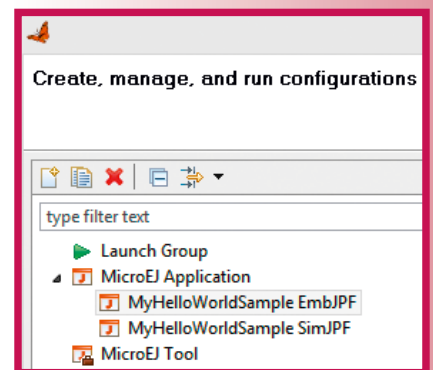 Create, manage, and run configurations
type filter text
Launch Group
MicroEJ Application
MyHelloWorldSample EmbJPF
MyHelloWorldSample SimJPF
MicroEJ Tool